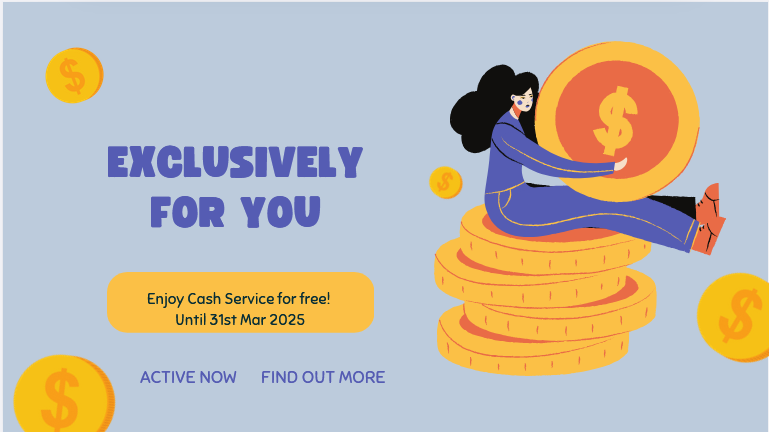 EXCLUSIVELY
FOR YOU
Enjoy Cash Service for free!
Until 31st Mar 2025
ACTIVE NOW FIND OUT MORE